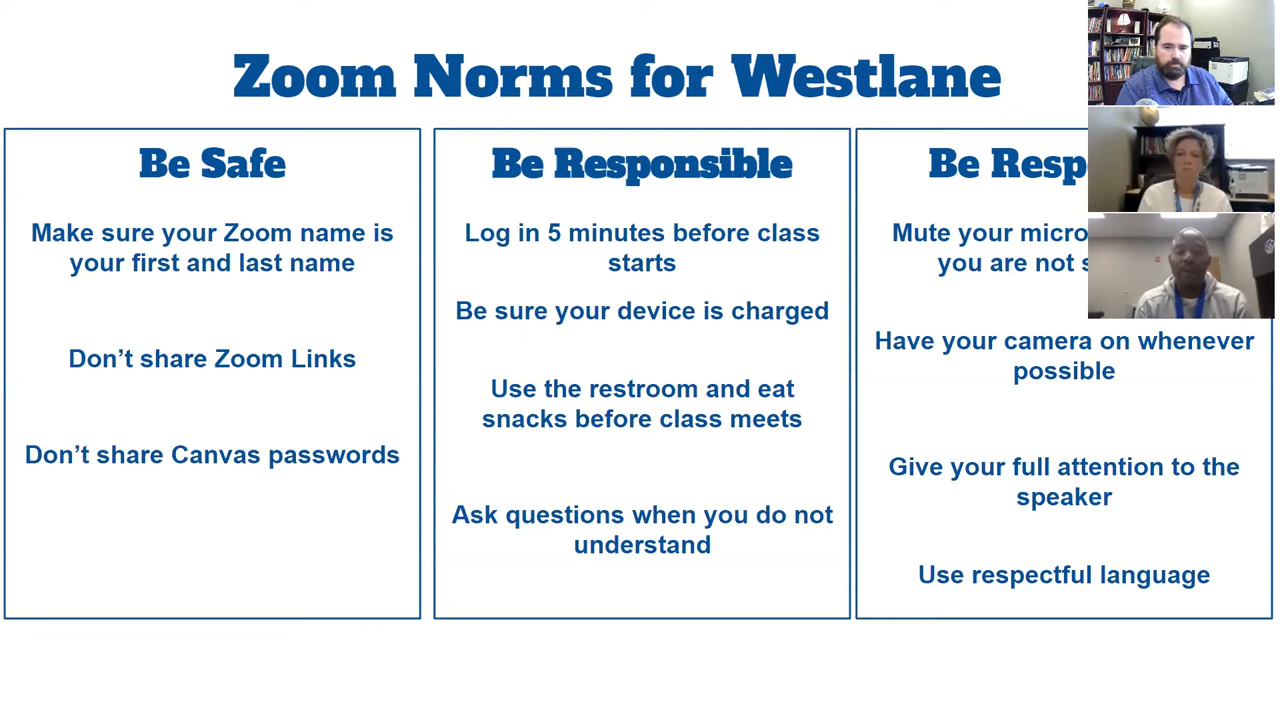 Zoom Norms for Westlane
Be Safe
Make sure your Zoom name is
your first and last name
Don’t share Zoom Links
Don’t share Canvas passwords
Be Responsible
Log in 5 minutes before class
starts
Be sure your device is charged
Use the restroom and eat
snacks before class meets
Ask questions when you do not
understand
Be Resp
Mute your micro
you are not s
Have your camera on whenever
possible
Give your full attention to the
speaker
Use respectful language